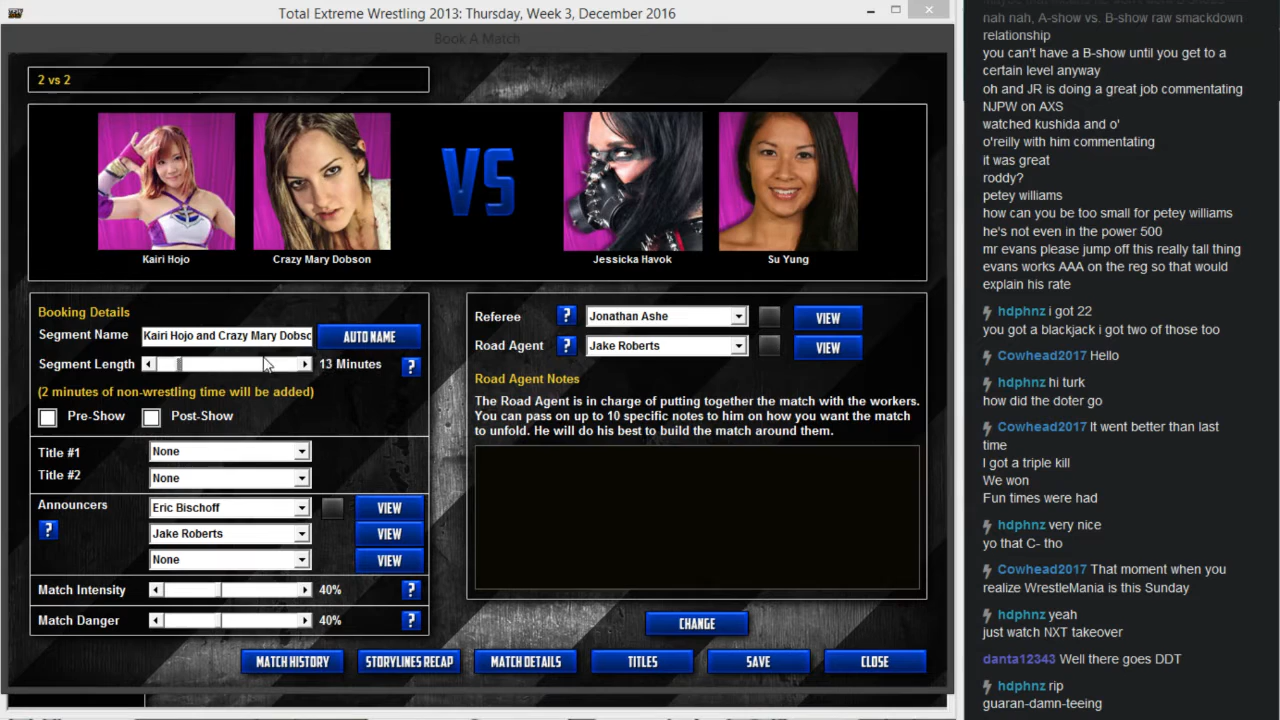 Total Extreme Wrestling 2013: Thursday, Week 3, December 2016
Book A Match
2 vs 2
VS
Kairi Hojo
Crazy Mary Dobson
Jessicka Havok
Su Yung
Booking Details
Segment Name
Kairi Hojo and Crazy Mary Dobsc
AUTO NAME
Segment Length
13 Minutes
?
(2 minutes of non-wrestling time will be added)
Pre-Show
Post-Show
Title #1
None
Title #2
None
Announcers
Eric Bischoff
VIEW
?
Jake Roberts
VIEW
None
VIEW
Match Intensity
40%
?
Match Danger
40%
?
Referee
?
Jonathan Ashe
VIEW
Road Agent
?
Jake Roberts
VIEW
Road Agent Notes
The Road Agent is in charge of putting together the match with the workers.
You can pass on up to 10 specific notes to him on how you want the match
to unfold. He will do his best to build the match around them.
CHANGE
MATCH HISTORY
STORYLINES RECAP
MATCH DETAILS
TITLES
SAVE
CLOSE
nah nah, A-show vs. B-show raw smackdown
relationship
you can't have a B-show until you get to a
certain level anyway
oh and JR is doing a great job commentating
NJPW on AXS
watched kushida and o'
o'reilly with him commentating
it was great
roddy?
petey williams
how can you be too small for petey williams
he's not even in the power 500
mr evans please jump off this really tall thing
evans works AAA on the reg so that would
explain his rate
hdphnz i got 22
you got a blackjack i got two of those too
Cowhead2017 Hello
hdphnz hi turk
how did the doter go
Cowhead2017 It went better than last
time
I got a triple kill
We won
Fun times were had
hdphnz very nice
yo that C- tho
Cowhead2017 That moment when you
realize WrestleMania is this Sunday
hdphnz yeah
just watch NXT takeover
danta12343 Well there goes DDT
hdphnz rip
guaran-damn-teeing